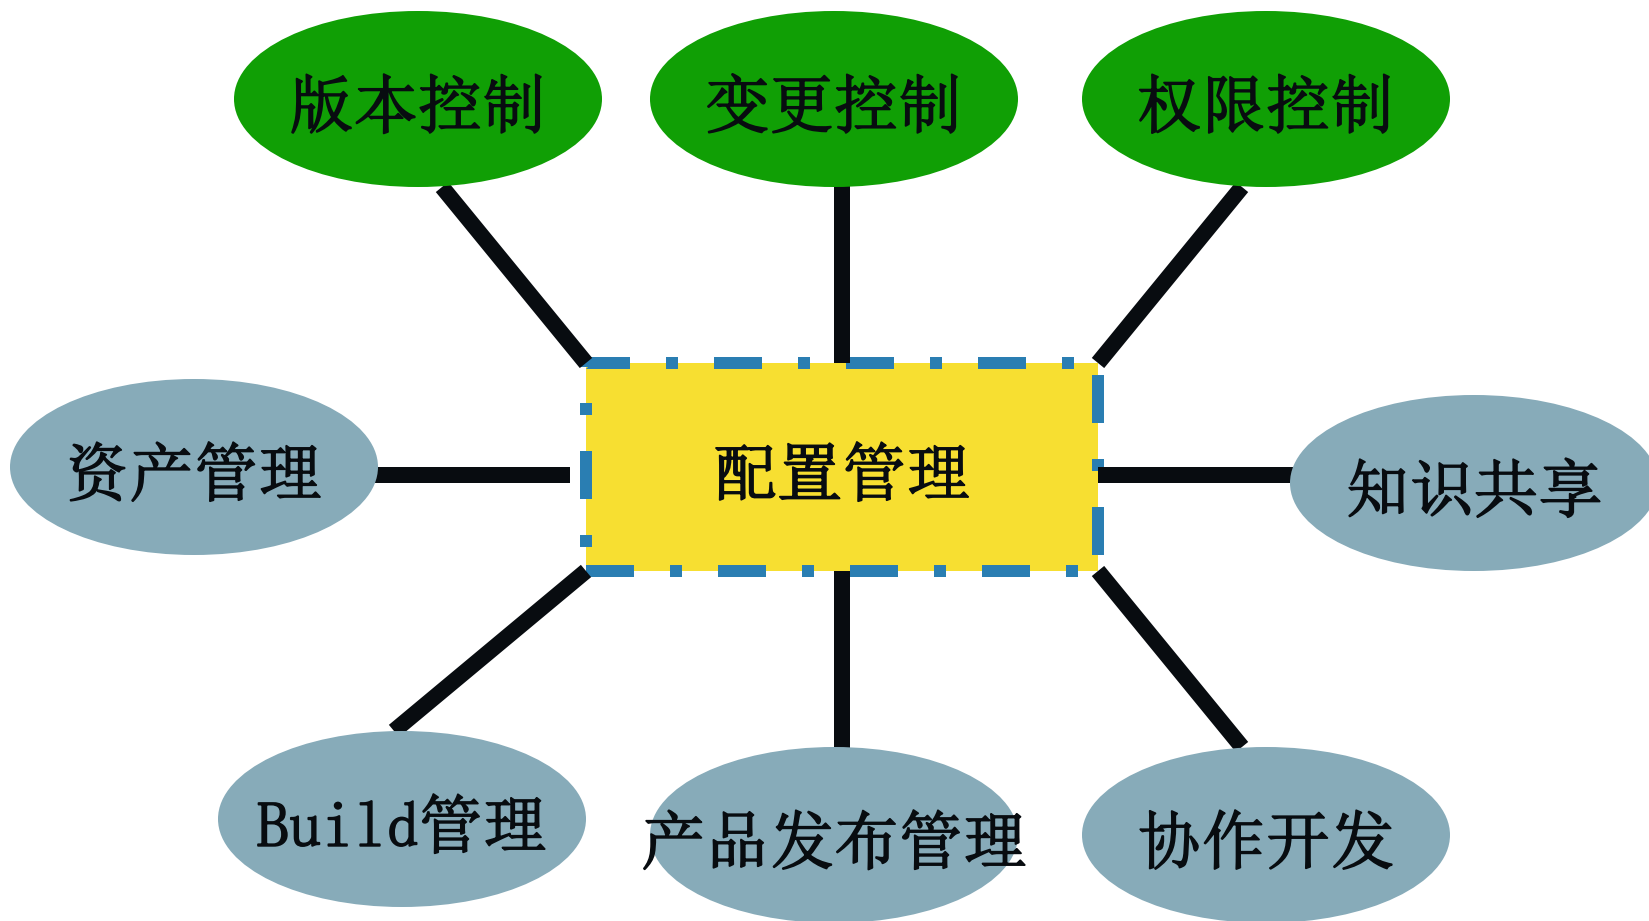 版本控制
变更控制
权限控制
资产管理
配置管理
知识共享
Build管理
产品发布管理
协作开发